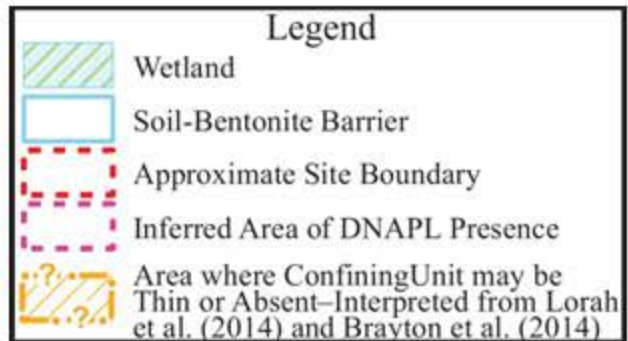 Legend
Wetland
Soil-Bentonite Barrier
Approximate Site Boundary
Inferred Area of DNAPL Presence
?
Area where ConfiningUnit may be
Thin or Absent–Interpreted from Lorah
?
et al. (2014) and Brayton et al. (2014)